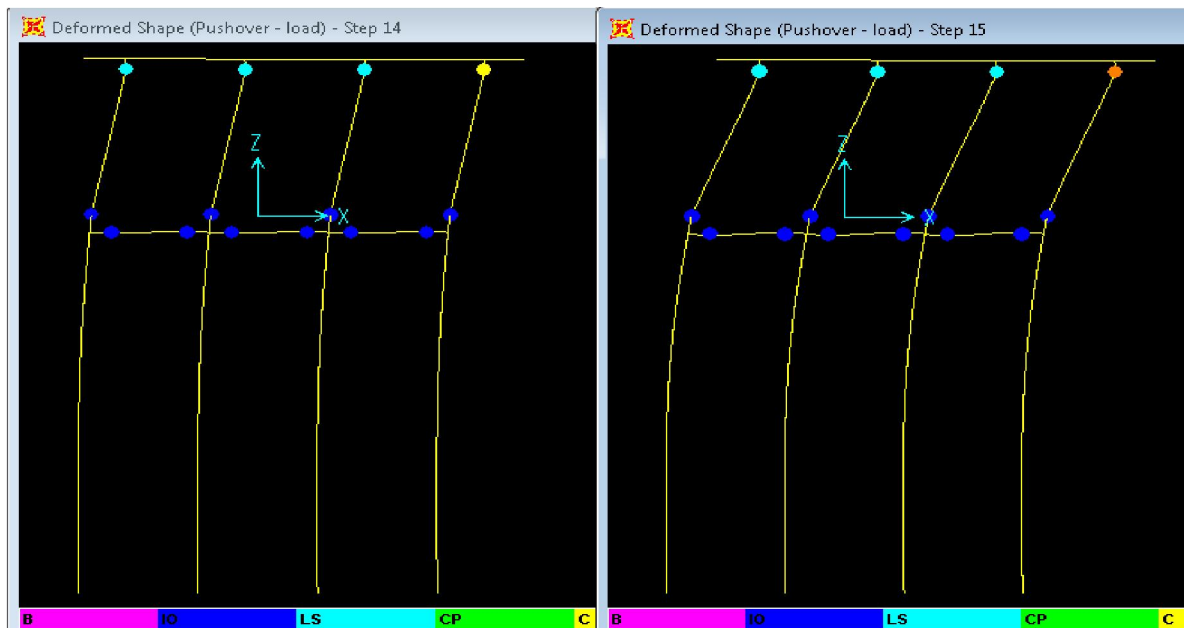 Deformed Shape (Pushover - load) - Step 14
Z
X
B IO LS CP C
Deformed Shape (Pushover - load) - Step 15
Z
X
B IO LS CP C